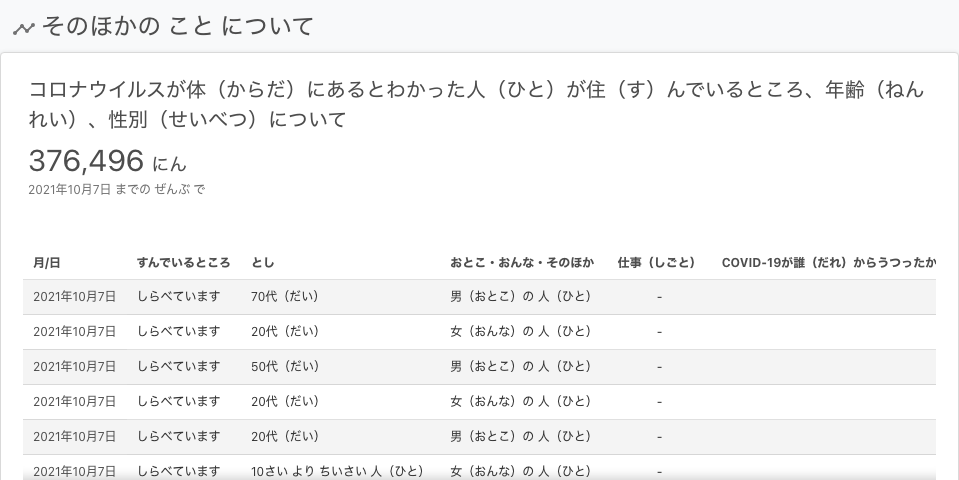 そのほかの こと について
コロナウイルスが体（からだ）にあるとわかった人（ひと）が住（す）んでいるところ、年齢（ねん
れい）、性別（せいべつ）について
376,496 にん
2021年10月7日 までの ぜんぶ で
月/日 すんでいるところ とし おとこ・おんな・そのほか 仕事（しごと） COVID-19が誰（だれ）からうつったか
2021年10月7日 しらべています 70代（だい） 男（おとこ）の 人（ひと） -
2021年10月7日 しらべています 20代（だい） 女（おんな）の 人（ひと） -
2021年10月7日 しらべています 50代（だい） 男（おとこ）の 人（ひと） -
2021年10月7日 しらべています 20代（だい） 女（おんな）の 人（ひと） -
2021年10月7日 しらべています 20代（だい） 男（おとこ）の 人（ひと） -
2021年10月7日 しらべています 10さい より ちいさい 人（ひと） 女（おんな）の 人（ひと） -